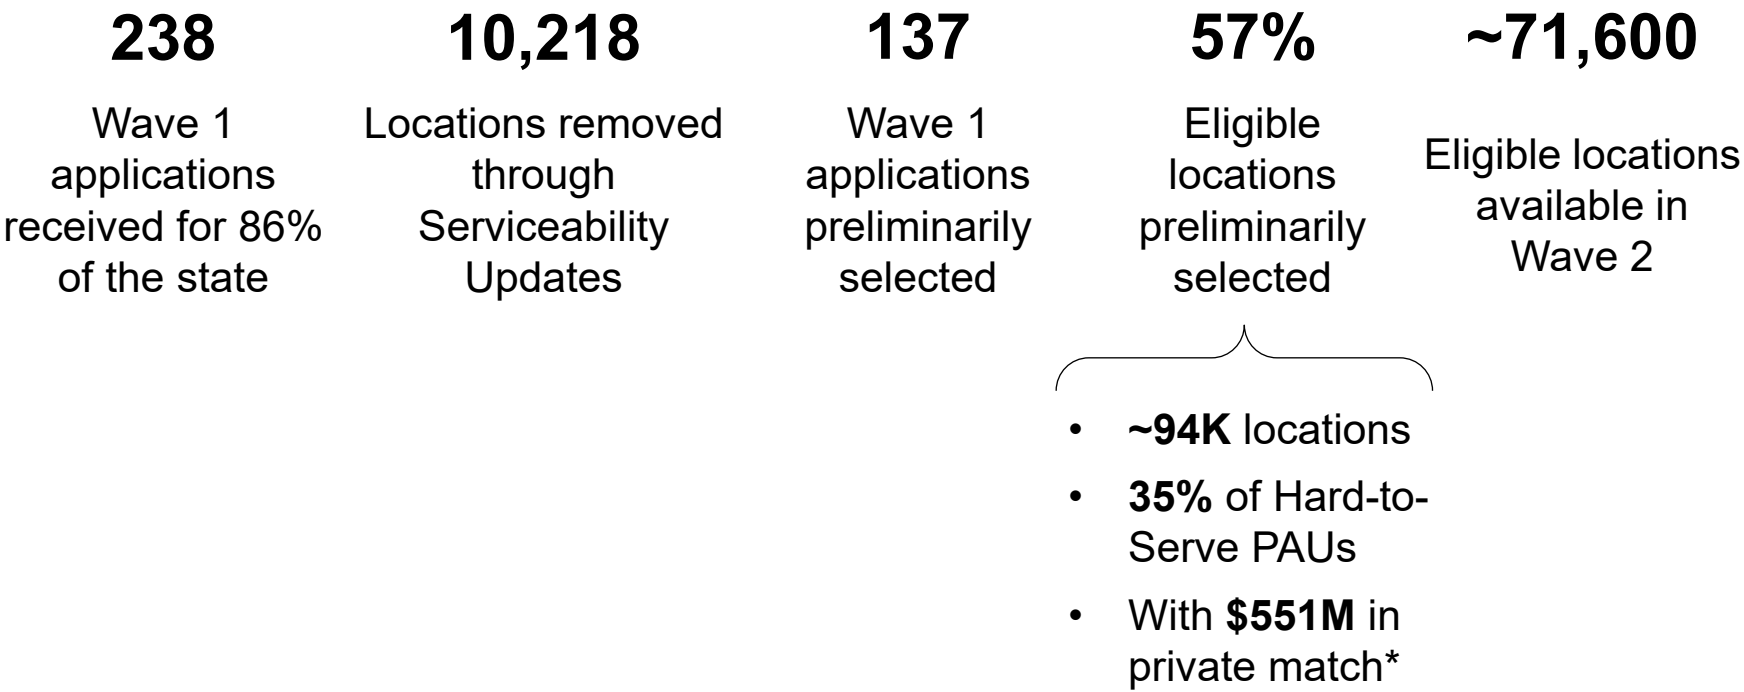 238
Wave 1
applications
received for 86%
of the state
10,218
Locations removed
through
Serviceability
Updates
137
Wave 1
applications
preliminarily
selected
57%
Eligible
locations
preliminarily
selected
• ~94K locations
• 35% of Hard-to-
Serve PAUs
• With $551M in
private match*
~71,600
Eligible locations
available in
Wave 2